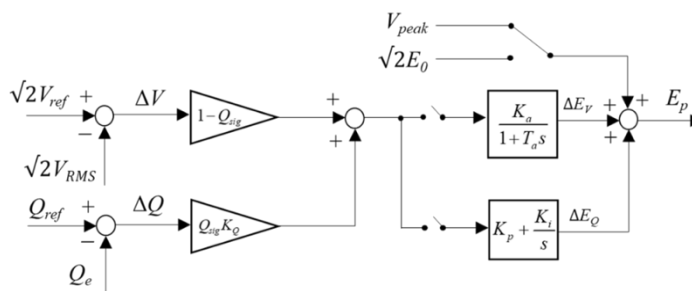 V_peak
√2E_0
√2V_ref + ΔV 1−Q_sig + K_a / 1+T_a s ΔE_V + + E_p
− + +
√2V_RMS
Q_ref + ΔQ Q_sig K_Q K_p + K_i / s ΔE_Q
−
Q_e